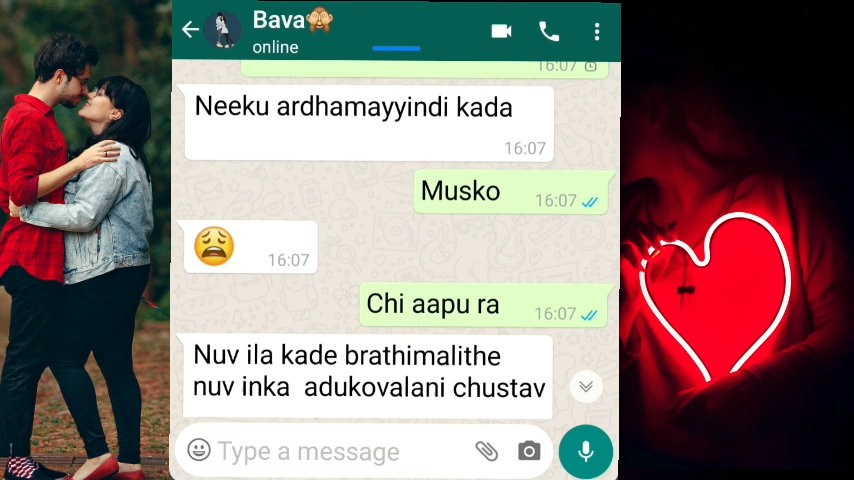 Bava🙈
online
16:07
Neeku ardhamayyindi kada
16:07
Musko
16:07
😩
16:07
Chi aapu ra
16:07
Nuv ila kade brathimalithe
nuv inka adukovalani chustav
Type a message